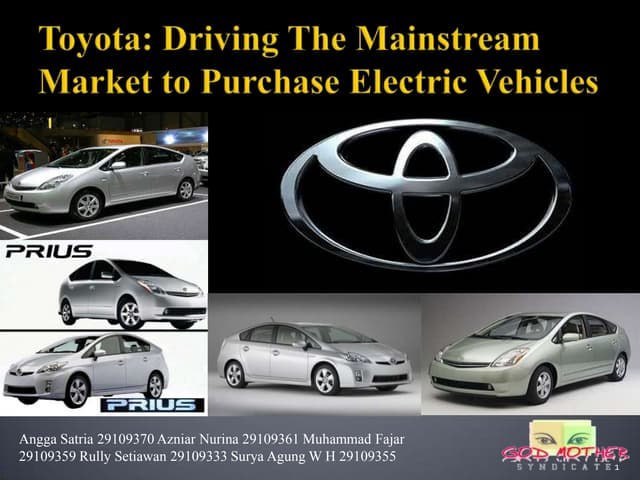 Toyota: Driving The Mainstream
Market to Purchase Electric Vehicles
PRIUS
PRIUS
Angga Satria 29109370 Azniar Nurina 29109361 Muhammad Fajar
29109359 Rully Setiawan 29109333 Surya Agung W H 29109355
GOD MOTHER
SYNDICATE
1